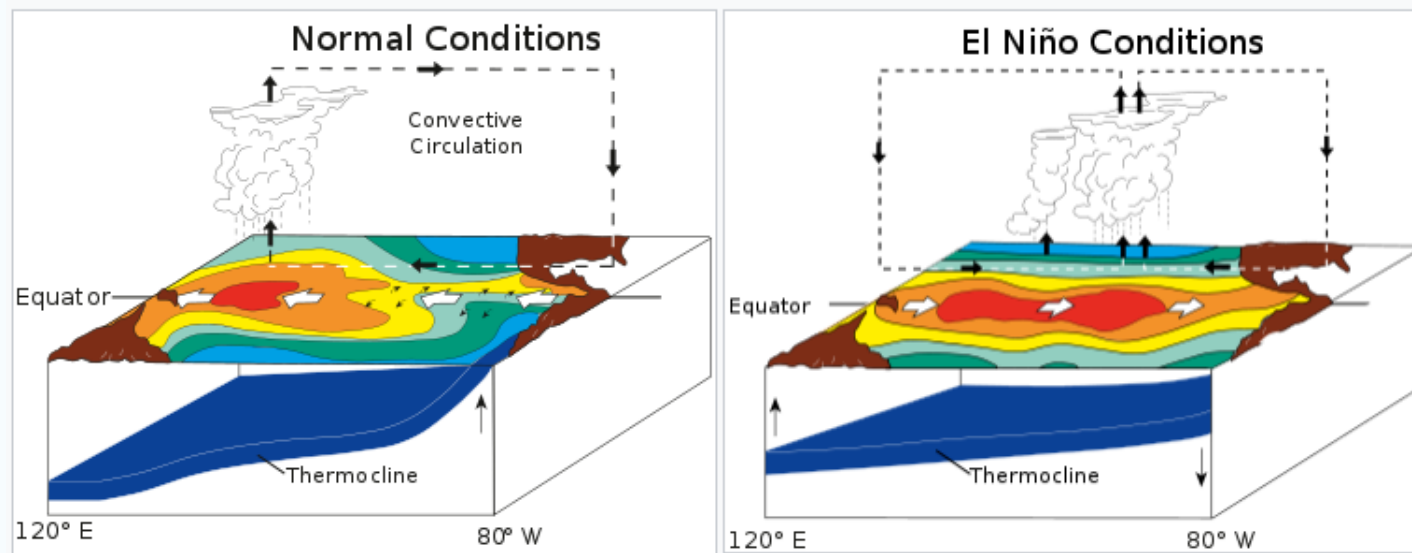 Normal Conditions
Convective
Circulation
Equator
Thermocline
120° E
80° W
El Niño Conditions
Equator
Thermocline
120° E
80° W